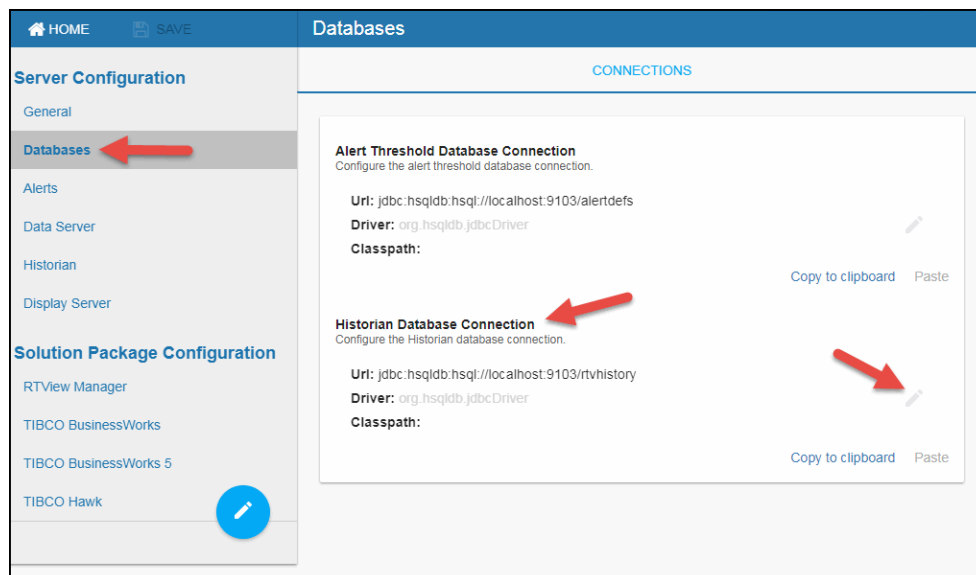 HOME SAVE Databases
Server Configuration
General
Databases
Alerts
Data Server
Historian
Display Server
Solution Package Configuration
RTView Manager
TIBCO BusinessWorks
TIBCO BusinessWorks 5
TIBCO Hawk
CONNECTIONS
Alert Threshold Database Connection
Configure the alert threshold database connection.
Url: jdbc:hsqldb:hsql://localhost:9103/alertdefs
Driver: org.hsqldb.jdbcDriver
Classpath:
Copy to clipboard Paste
Historian Database Connection
Configure the Historian database connection.
Url: jdbc:hsqldb:hsql://localhost:9103/rtvhistory
Driver: org.hsqldb.jdbcDriver
Classpath:
Copy to clipboard Paste